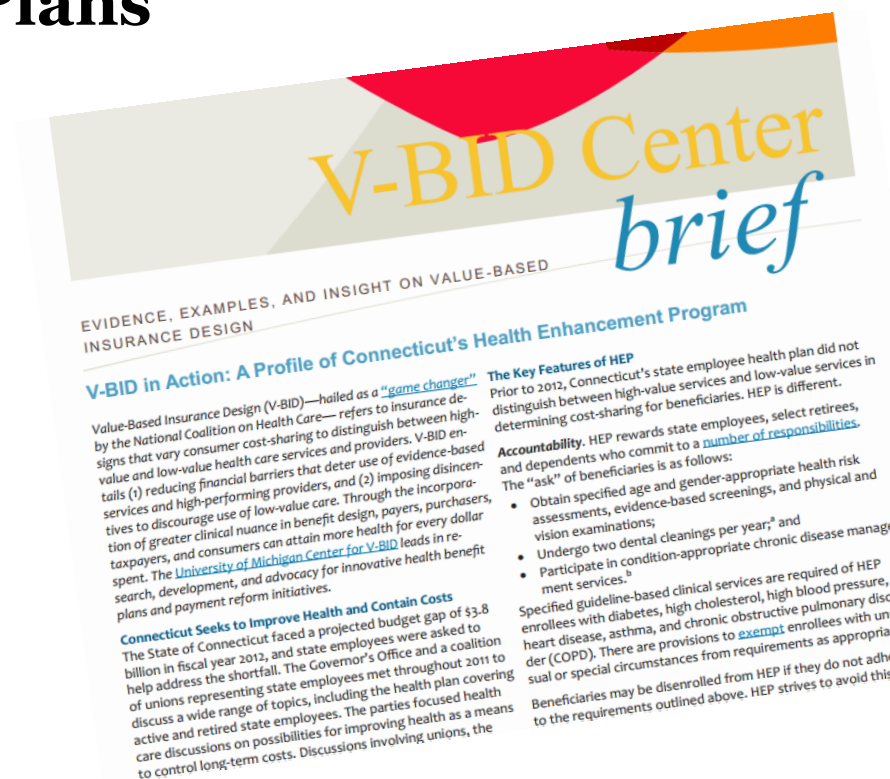 Plans
V-BID Center
brief
EVIDENCE, EXAMPLES, AND INSIGHT ON VALUE-BASED
INSURANCE DESIGN
V-BID in Action: A Profile of Connecticut's Health Enhancement Program
Value-Based Insurance Design (V-BID)—hailed as a “game changer”
by the National Coalition on Health Care— refers to insurance de-
signs that vary consumer cost-sharing to distinguish between high-
value and low-value health care services and providers. V-BID en-
tails (1) reducing financial barriers that deter use of evidence-based
services and high-performing providers, and (2) imposing disincen-
tives to discourage use of low-value care. Through the incorpora-
tion of greater clinical nuance in benefit design, payers, purchasers,
taxpayers, and consumers can attain more health for every dollar
spent. The University of Michigan Center for V-BID leads in re-
search, development, and advocacy for innovative health benefit
plans and payment reform initiatives.
Connecticut Seeks to Improve Health and Contain Costs
The State of Connecticut faced a projected budget gap of $3.8
billion in fiscal year 2012, and state employees were asked to
help address the shortfall. The Governor's Office and a coalition
of unions representing state employees met throughout 2011 to
discuss a wide range of topics, including the health plan covering
active and retired state employees. The parties focused health
care discussions on possibilities for improving health as a means
to control long-term costs. Discussions involving unions, the
The Key Features of HEP
Prior to 2012, Connecticut's state employee health plan did not
distinguish between high-value services and low-value services in
determining cost-sharing for beneficiaries. HEP is different.
Accountability. HEP rewards state employees, select retirees,
and dependents who commit to a number of responsibilities.
The “ask” of beneficiaries is as follows:
• Obtain specified age and gender-appropriate health risk
assessments, evidence-based screenings, and physical and
vision examinations;
• Undergo two dental cleanings per year;ª and
• Participate in condition-appropriate chronic disease manage
ment services.ᵇ
Specified guideline-based clinical services are required of HEP
enrollees with diabetes, high cholesterol, high blood pressure,
heart disease, asthma, and chronic obstructive pulmonary diso
der (COPD). There are provisions to exempt enrollees with un
sual or special circumstances from requirements as appropria
Beneficiaries may be disenrolled from HEP if they do not adhe
to the requirements outlined above. HEP strives to avoid this